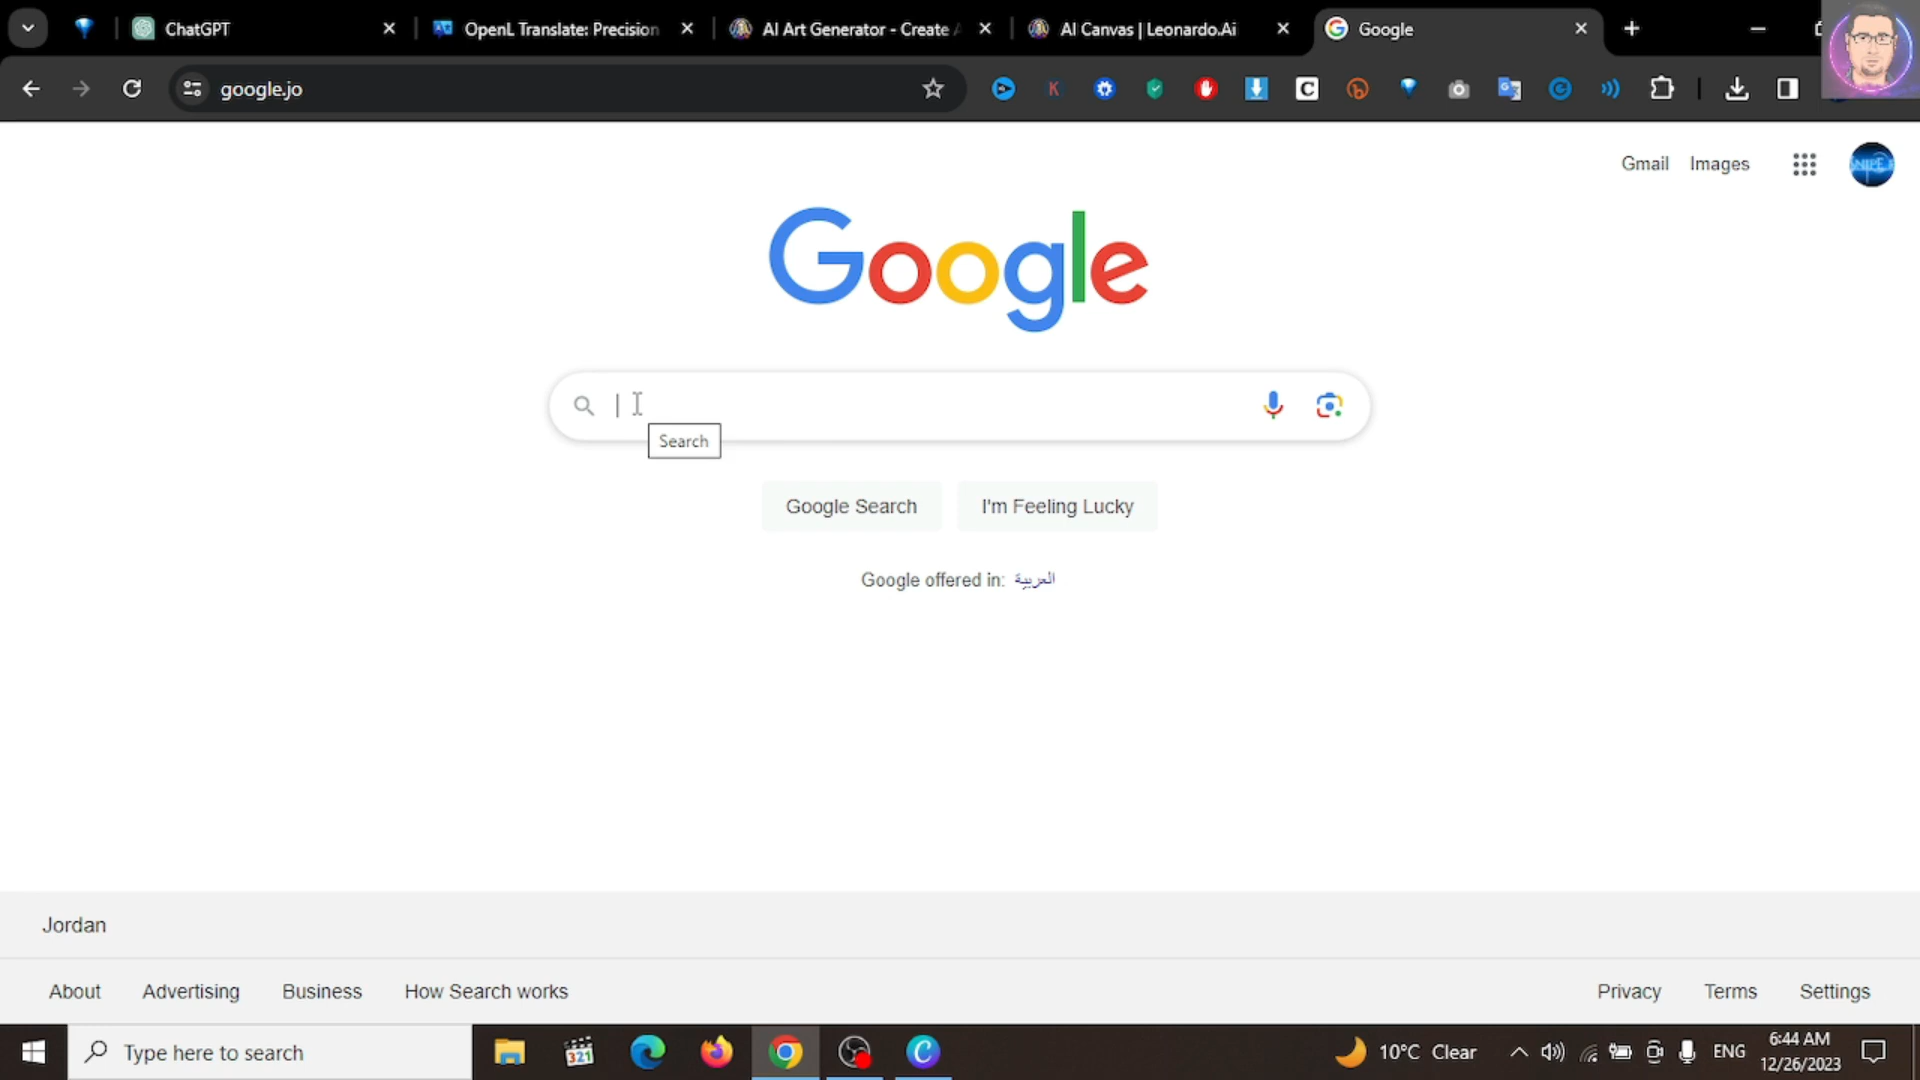 ChatGPT
OpenL Translate: Precision
AI Art Generator - Create
AI Canvas | Leonardo.Ai
Google
google.jo
Gmail
Images
Google
Search
Google Search
I'm Feeling Lucky
Google offered in: العربية
Jordan
About
Advertising
Business
How Search works
Privacy
Terms
Settings
Type here to search
321
10°C Clear
ENG
6:44 AM
12/26/2023